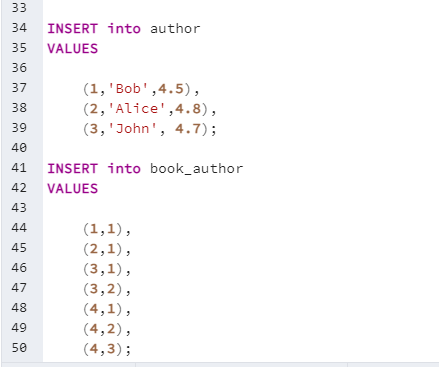 33
34 INSERT into author
35 VALUES
36
37 (1,'Bob',4.5),
38 (2,'Alice',4.8),
39 (3,'John', 4.7);
40
41 INSERT into book_author
42 VALUES
43
44 (1,1),
45 (2,1),
46 (3,1),
47 (3,2),
48 (4,1),
49 (4,2),
50 (4,3);